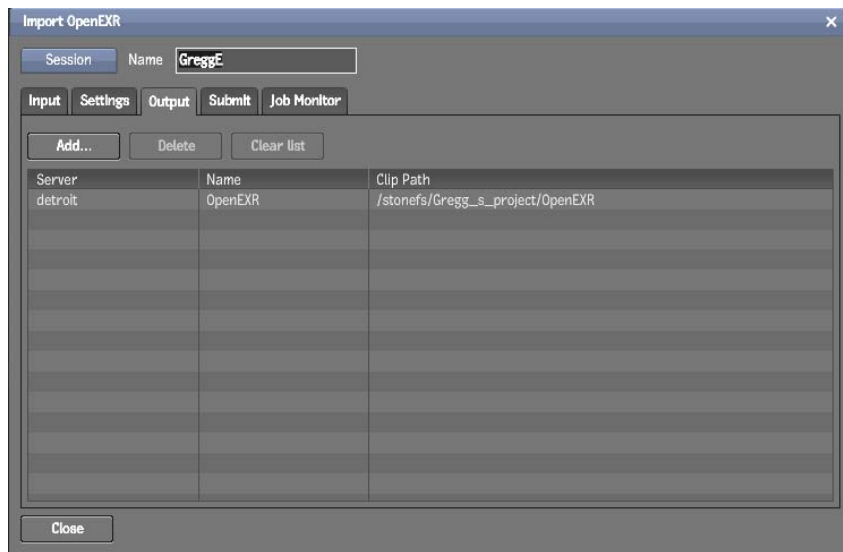 Import OpenEXR
Session Name GreggE
Input Settings Output Submit Job Monitor
Add... Delete Clear list
Server Name Clip Path
detroit OpenEXR /stonefs/Gregg_s_project/OpenEXR
Close